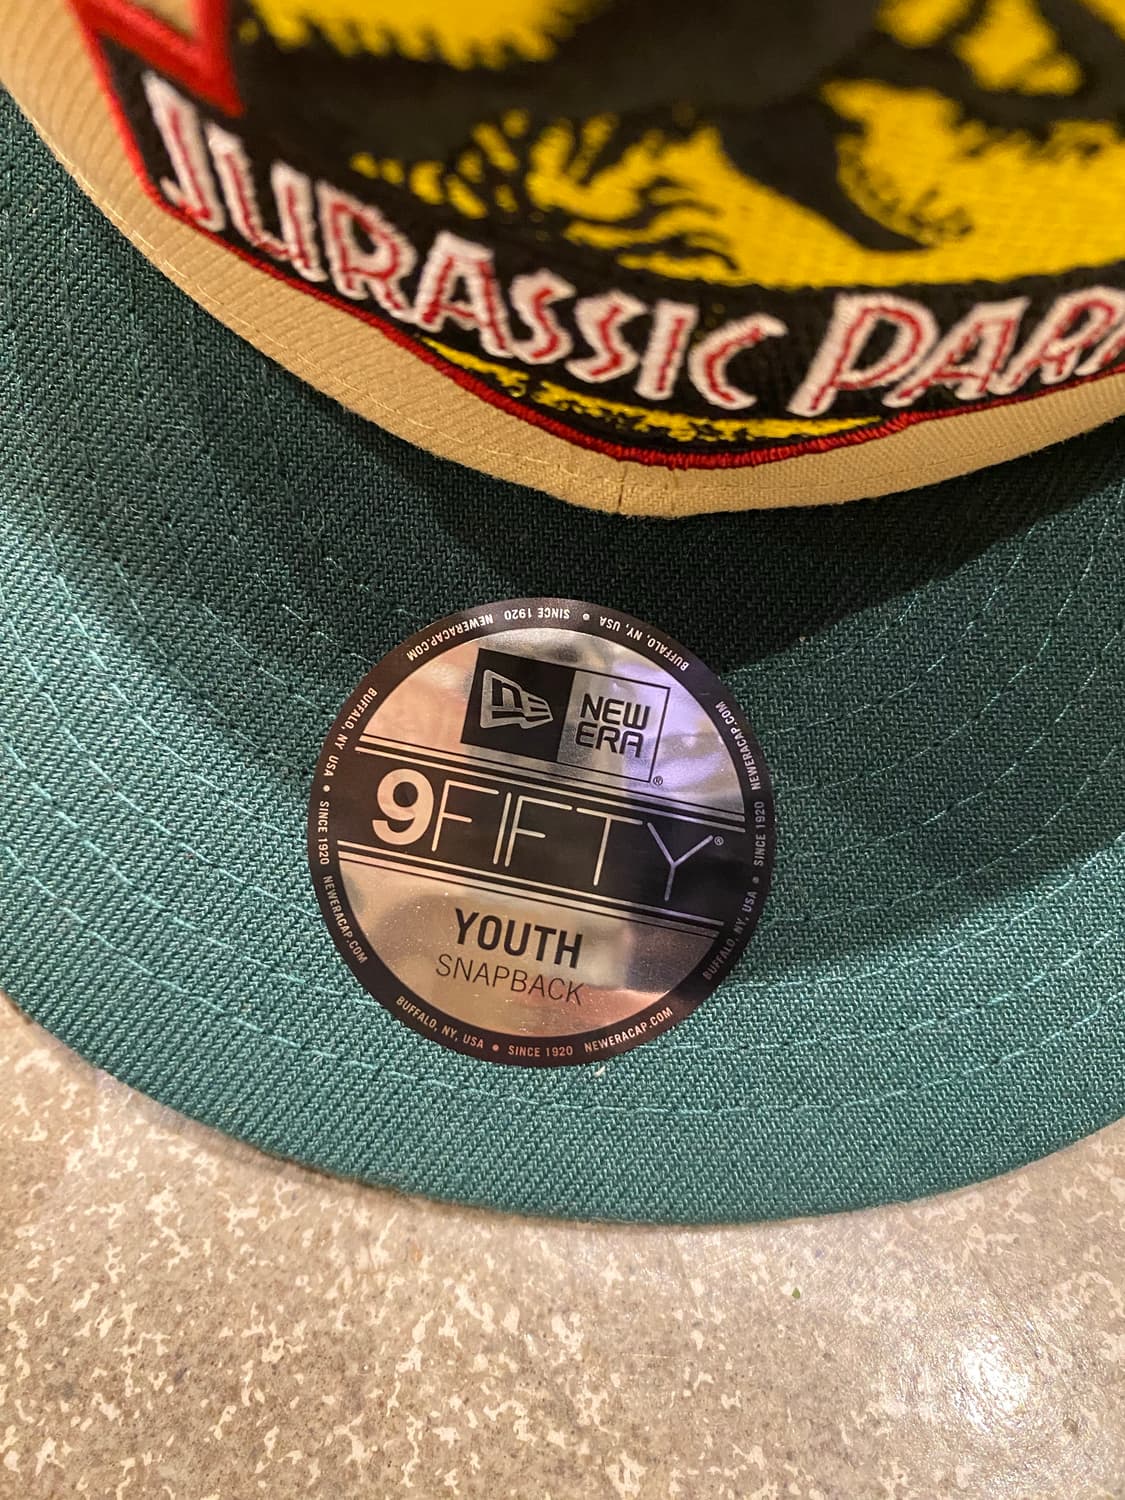 JURASSIC PAR
NEW
ERA
®
9FIFTY®
YOUTH
SNAPBACK
BUFFALO, NY, USA • SINCE 1920 NEWERACAP.COM
BUFFALO, NY, USA • SINCE 1920 NEWERACAP.COM
BUFFALO, NY, USA • SINCE 1920 NEWERACAP.COM
BUFFALO, NY USA • SINCE 1920 NEWERACAP.COM